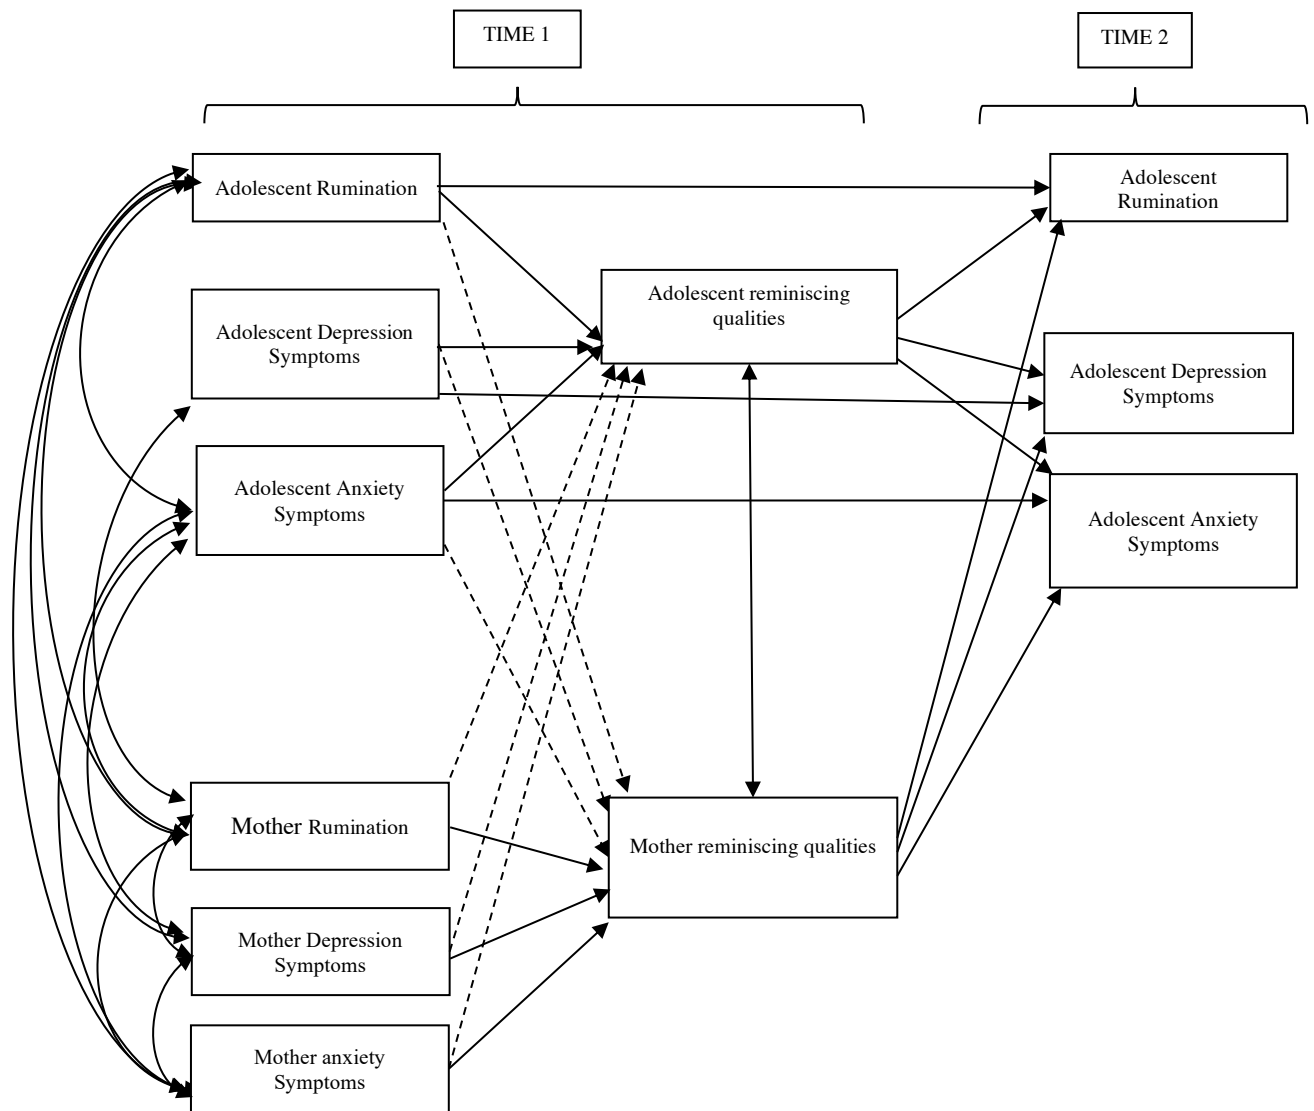 TIME 1
TIME 2
Adolescent Rumination
Adolescent
Rumination
Adolescent reminiscing
qualities
Adolescent Depression
Symptoms
Adolescent Depression
Symptoms
Adolescent Anxiety
Symptoms
Adolescent Anxiety
Symptoms
Mother Rumination
Mother reminiscing qualities
Mother Depression
Symptoms
Mother anxiety
Symptoms